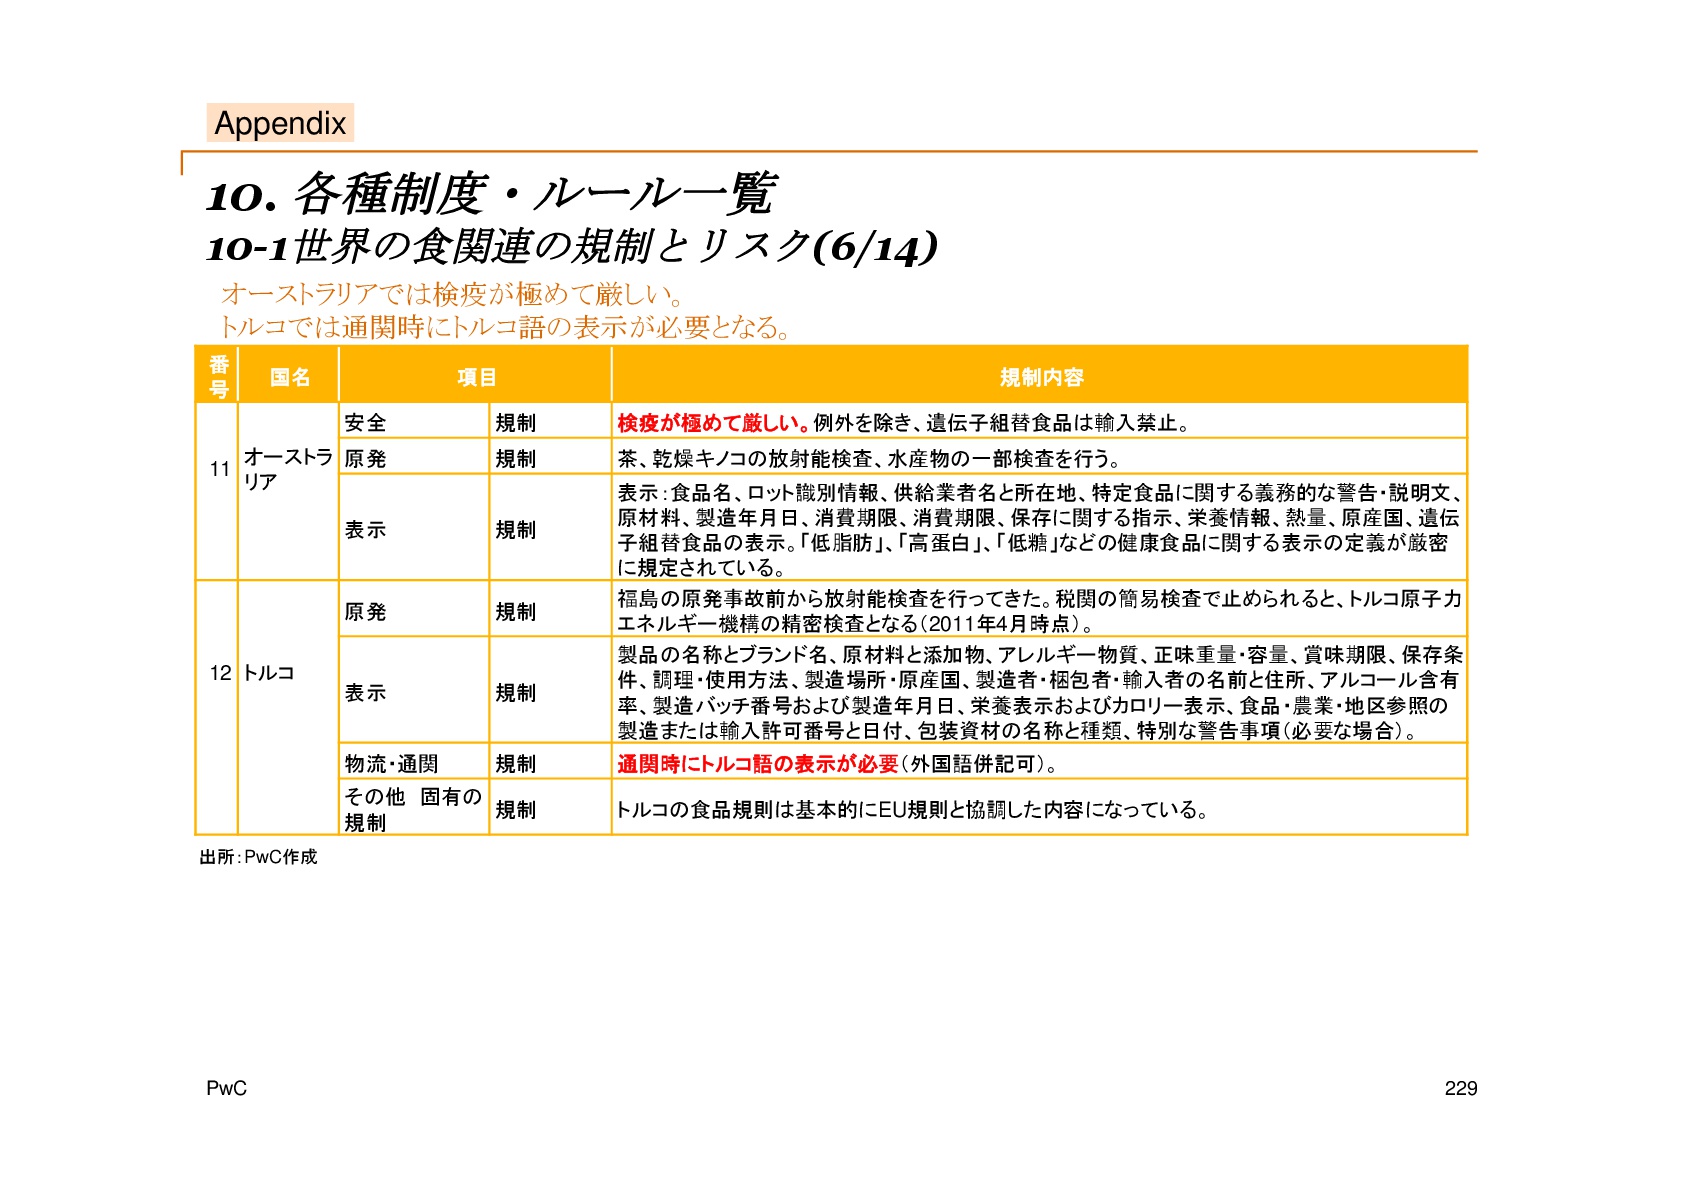 Appendix
10. 各種制度・ルール一覧
10-1世界の食関連の規制とリスク(6/14)
オーストラリアでは検疫が極めて厳しい。
トルコでは通関時にトルコ語の表示が必要となる。
番号 国名 項目 規制内容
11 オーストラリア
安全 規制 検疫が極めて厳しい。例外を除き、遺伝子組替食品は輸入禁止。
原発 規制 茶、乾燥キノコの放射能検査、水産物の一部検査を行う。
表示 規制
表示：食品名、ロット識別情報、供給業者名と所在地、特定食品に関する義務的な警告・説明文、
原材料、製造年月日、消費期限、消費期限、保存に関する指示、栄養情報、熱量、原産国、遺伝
子組替食品の表示。「低脂肪」、「高蛋白」、「低糖」などの健康食品に関する表示の定義が厳密
に規定されている。
12 トルコ
原発 規制
福島の原発事故前から放射能検査を行ってきた。税関の簡易検査で止められると、トルコ原子力
エネルギー機構の精密検査となる（2011年4月時点）。
表示 規制
製品の名称とブランド名、原材料と添加物、アレルギー物質、正味重量・容量、賞味期限、保存条
件、調理・使用方法、製造場所・原産国、製造者・梱包者・輸入者の名前と住所、アルコール含有
率、製造バッチ番号および製造年月日、栄養表示およびカロリー表示、食品・農業・地区参照の
製造または輸入許可番号と日付、包装資材の名称と種類、特別な警告事項（必要な場合）。
物流・通関 規制 通関時にトルコ語の表示が必要（外国語併記可）。
その他 固有の
規制
規制 トルコの食品規則は基本的にEU規則と協調した内容になっている。
出所：PwC作成
PwC
229